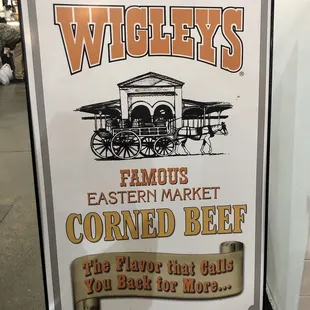 WIGLEYS®
FAMOUS
EASTERN MARKET
CORNED BEEF
The Flavor that Calls
You Back for More...